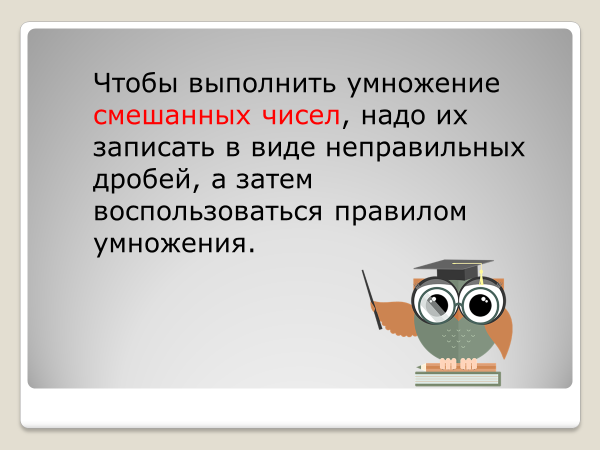 Чтобы выполнить умножение
смешанных чисел, надо их
записать в виде неправильных
дробей, а затем
воспользоваться правилом
умножения.